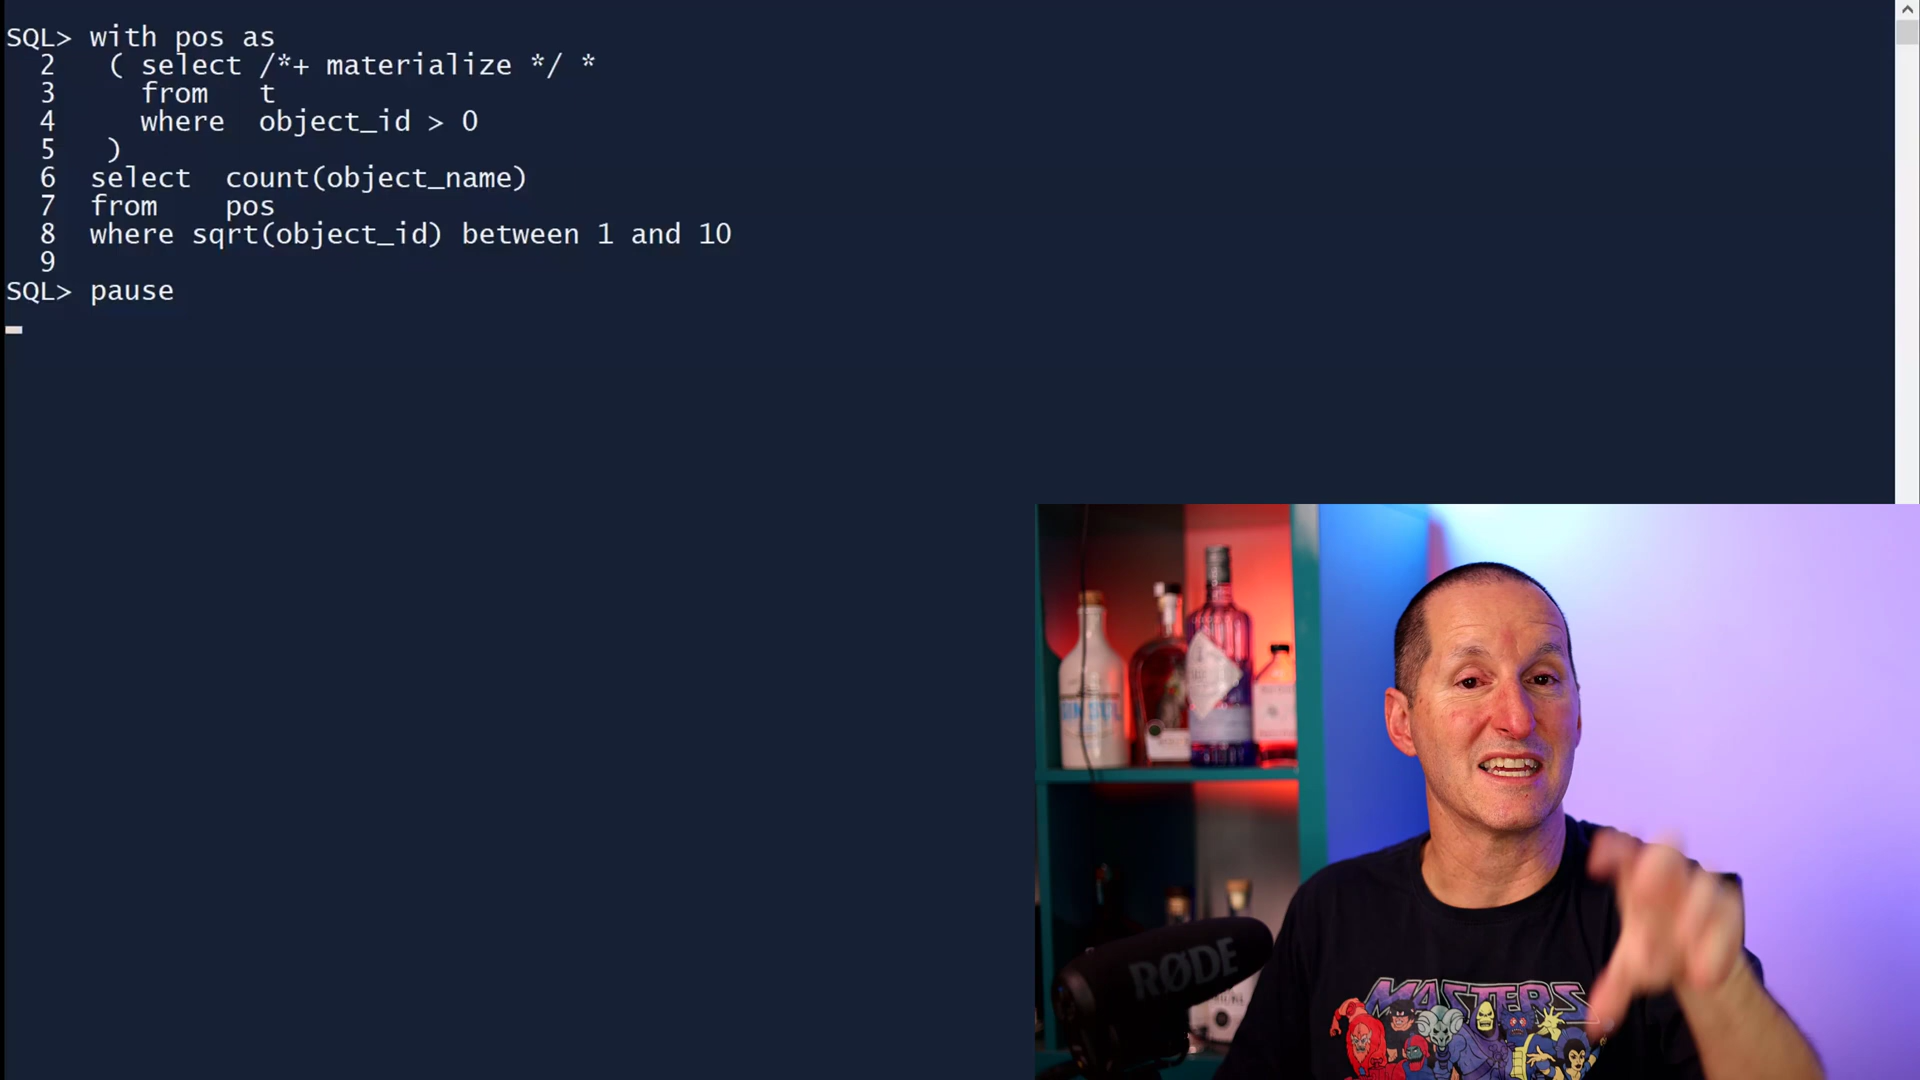 SQL> with pos as
2 ( select /*+ materialize */ *
3 from t
4 where object_id > 0
5 )
6 select count(object_name)
7 from pos
8 where sqrt(object_id) between 1 and 10
9
SQL> pause
RØDE
MASTERS